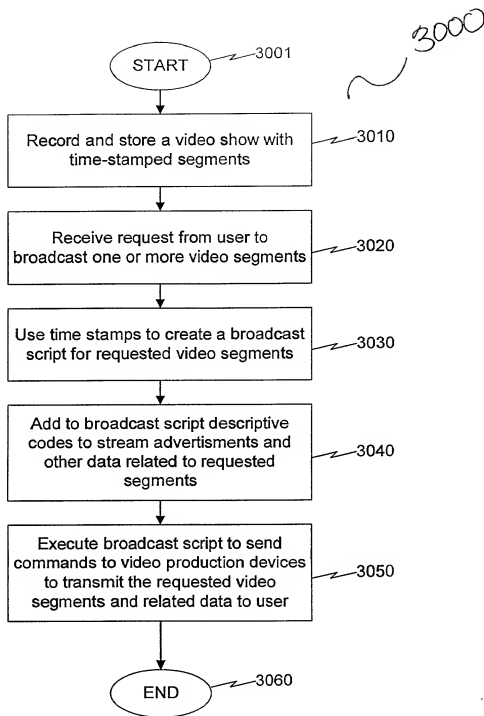 3000
START
3001
Record and store a video show with
time-stamped segments
3010
Receive request from user to
broadcast one or more video segments
3020
Use time stamps to create a broadcast
script for requested video segments
3030
Add to broadcast script descriptive
codes to stream advertisments and
other data related to requested
segments
3040
Execute broadcast script to send
commands to video production devices
to transmit the requested video
segments and related data to user
3050
END
3060